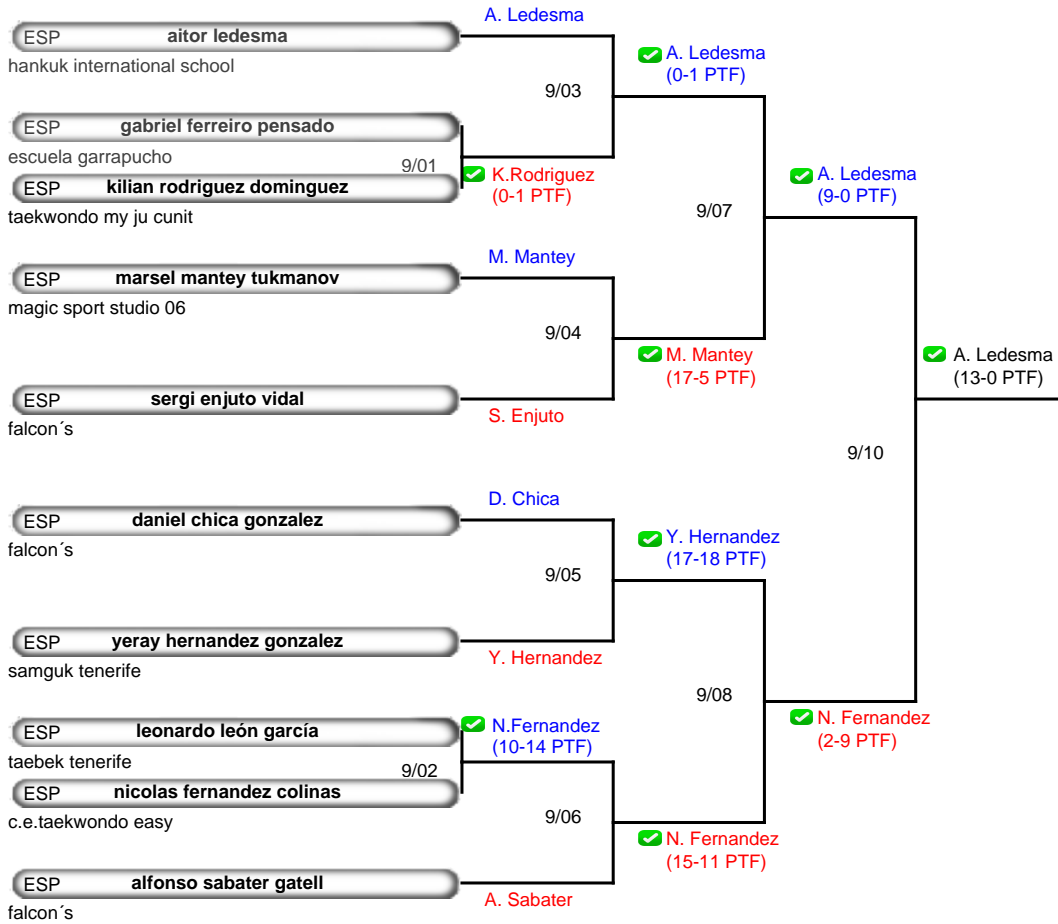 A. Ledesma
ESP aitor ledesma
hankuk international school
A. Ledesma
(0-1 PTF)
9/03
ESP gabriel ferreiro pensado
escuela garrapucho
9/01
K.Rodriguez
(0-1 PTF)
ESP kilian rodriguez dominguez
taekwondo my ju cunit
A. Ledesma
(9-0 PTF)
9/07
M. Mantey
ESP marsel mantey tukmanov
magic sport studio 06
9/04
M. Mantey
(17-5 PTF)
A. Ledesma
(13-0 PTF)
ESP sergi enjuto vidal
S. Enjuto
falcon´s
9/10
D. Chica
ESP daniel chica gonzalez
falcon´s
Y. Hernandez
(17-18 PTF)
9/05
ESP yeray hernandez gonzalez
Y. Hernandez
samguk tenerife
9/08
N. Fernandez
(2-9 PTF)
ESP leonardo león garcía
N.Fernandez
(10-14 PTF)
taebek tenerife
9/02
ESP nicolas fernandez colinas
c.e.taekwondo easy
9/06
N. Fernandez
(15-11 PTF)
ESP alfonso sabater gatell
A. Sabater
falcon´s